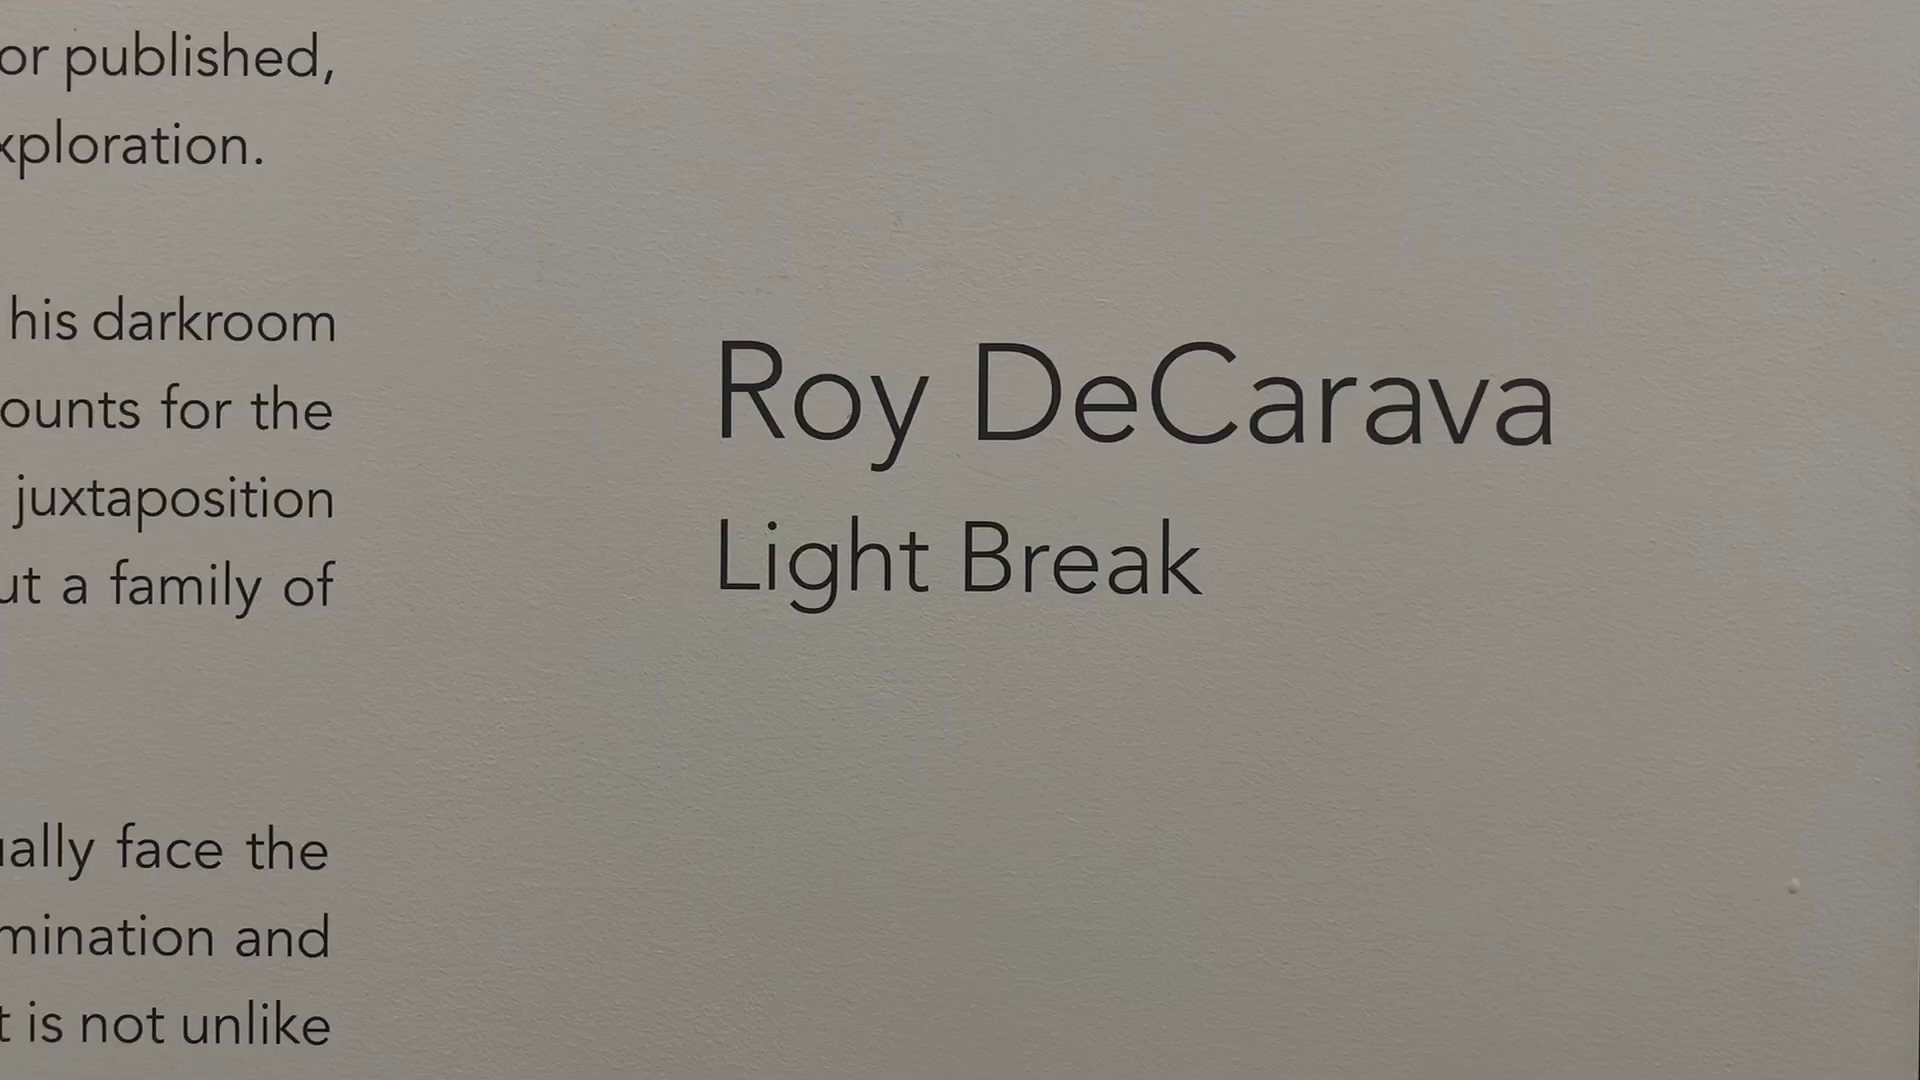 or published,
xploration.
his darkroom
ounts for the
juxtaposition
ut a family of
ally face the
mination and
t is not unlike
Roy DeCarava
Light Break